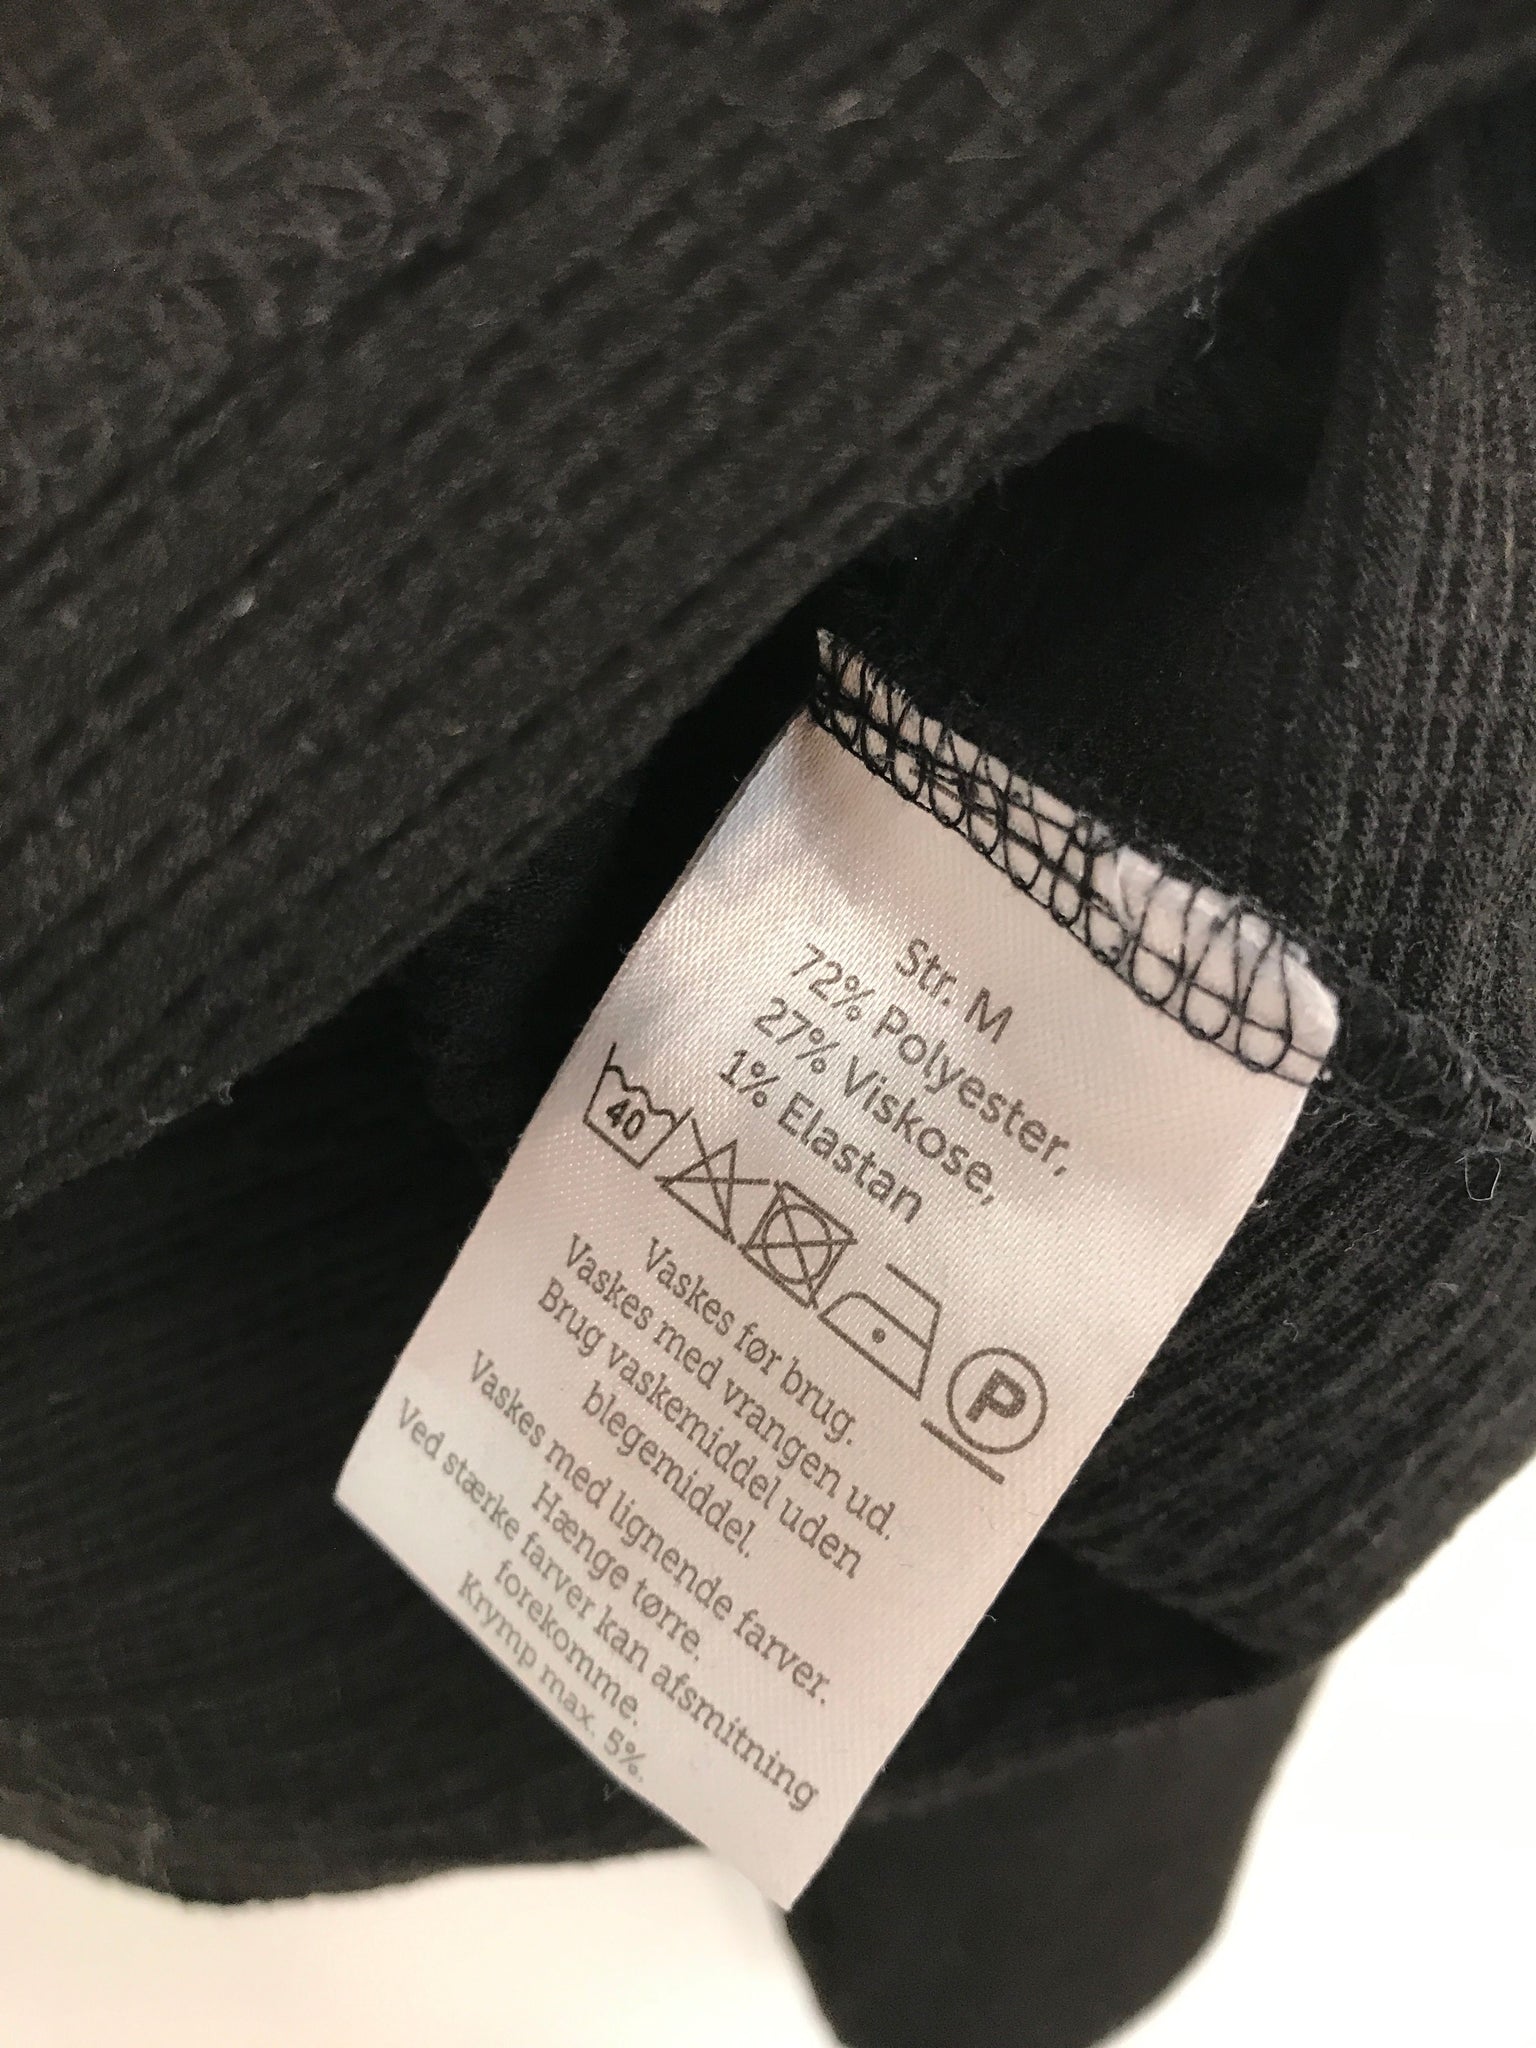 Str. M
72% Polyester,
27% Viskose,
1% Elastan
40
P
Vaskes før brug.
Vaskes med vrangen ud.
Brug vaskemiddel uden
blegemiddel.
Vaskes med lignende farver.
Hænge tørre.
Ved stærke farver kan afsmitning
forekomme.
Krymp max. 5%.